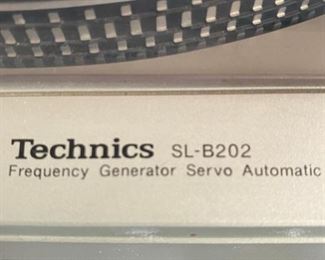 Technics SL-B202
Frequency Generator Servo Automatic